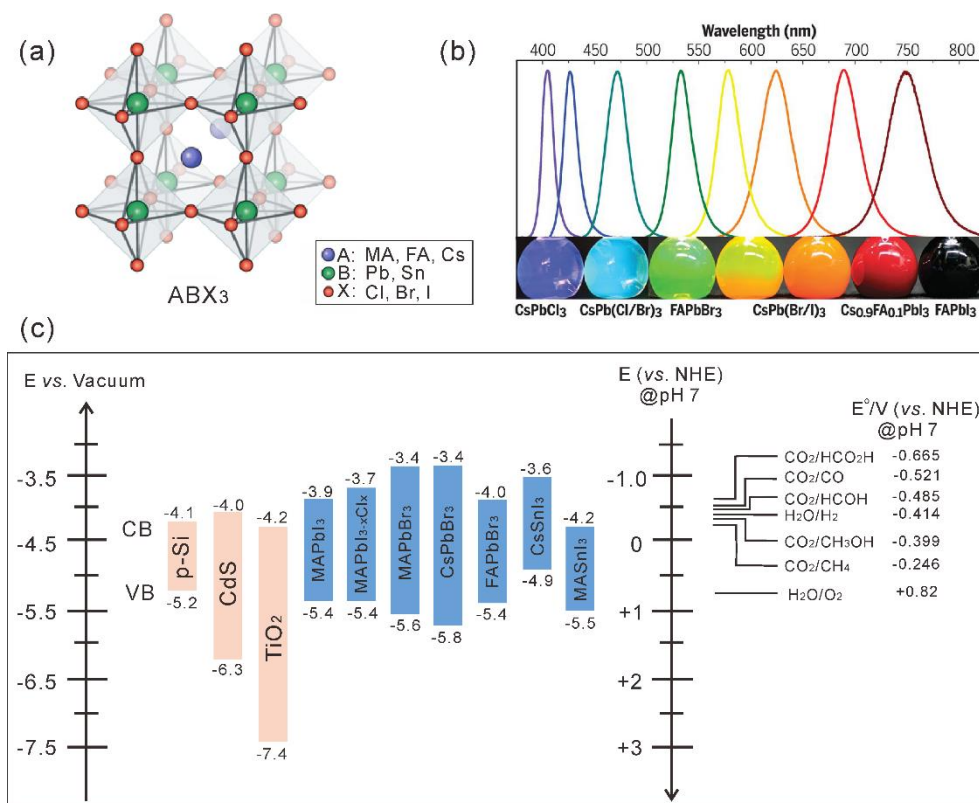 (a)
A: MA, FA, Cs
B: Pb, Sn
X: Cl, Br, I
ABX₃
(b)
Wavelength (nm)
400 450 500 550 600 650 700 750 800
CsPbCl₃ CsPb(Cl/Br)₃ FAPbBr₃ CsPb(Br/I)₃ Cs₀.₉FA₀.₁PbI₃ FAPbI₃
(c)
E vs. Vacuum
-3.5
-4.5
-5.5
-6.5
-7.5
CB
VB
-4.1
p-Si
-5.2
-4.0
CdS
-6.3
-4.2
TiO₂
-7.4
-3.9
MAPbI₃
-5.4
-3.7
MAPbI₃-xClx
-5.4
-3.4
MAPbBr₃
-5.6
-3.4
CsPbBr₃
-5.8
-4.0
FAPbBr₃
-5.4
-3.6
CsSnI₃
-4.9
-4.2
MASnI₃
-5.5
E (vs. NHE)
@pH 7
-1.0
0
+1
+2
+3
E°/V (vs. NHE)
@pH 7
CO₂/HCO₂H -0.665
CO₂/CO -0.521
CO₂/HCOH -0.485
H₂O/H₂ -0.414
CO₂/CH₃OH -0.399
CO₂/CH₄ -0.246
H₂O/O₂ +0.82